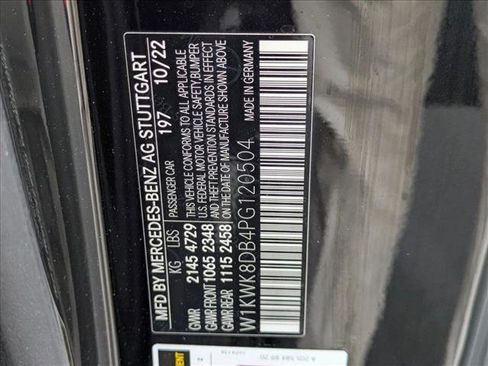 MFD BY MERCEDES-BENZ AG STUTTGART
197 10/22
KG LBS PASSENGER CAR
GVWR 2145 4729 THIS VEHICLE CONFORMS TO ALL APPLICABLE
GAWR FRONT 1065 2348 U.S. FEDERAL MOTOR VEHICLE SAFETY, BUMPER
GAWR REAR 1115 2458 AND THEFT PREVENTION STANDARDS IN EFFECT
ON THE DATE OF MANUFACTURE SHOWN ABOVE
W1KWK8DB4PG120504 MADE IN GERMANY